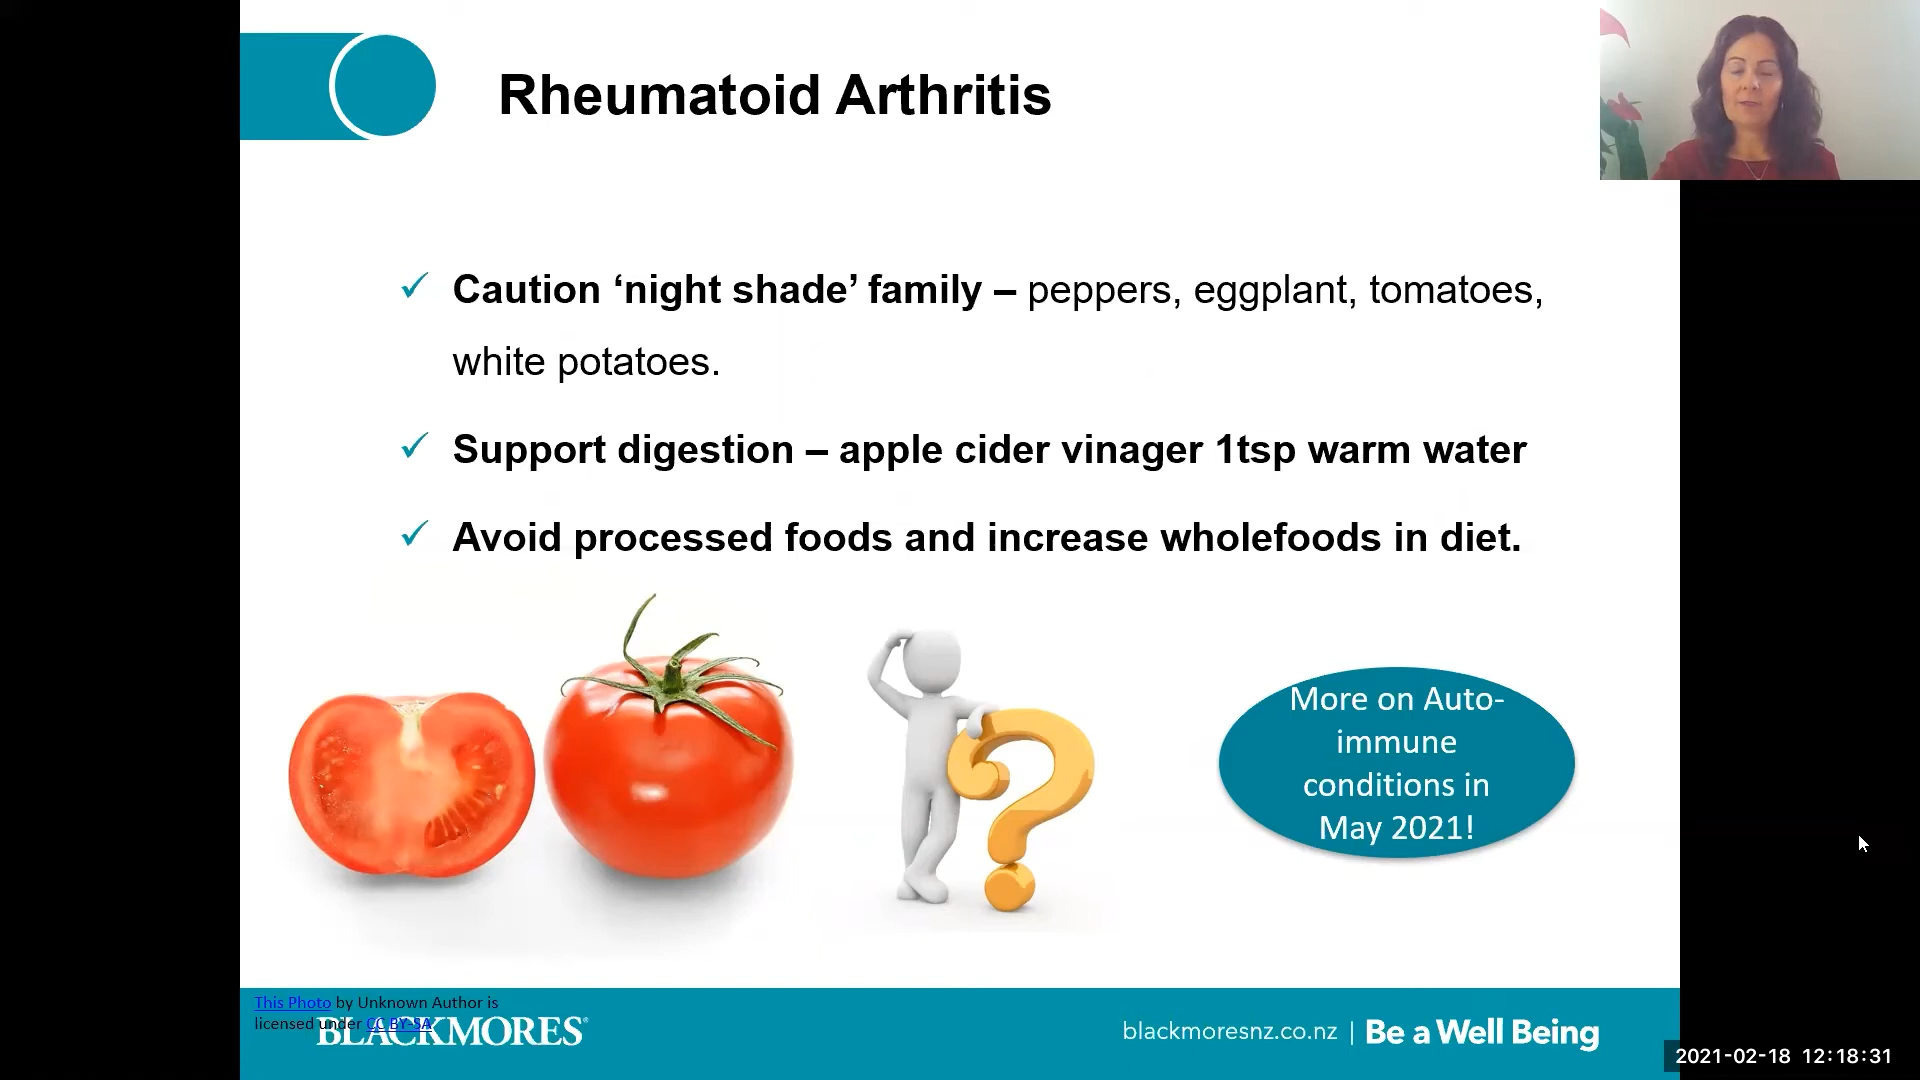 Rheumatoid Arthritis
Caution ‘night shade’ family – peppers, eggplant, tomatoes,
white potatoes.
Support digestion – apple cider vinager 1tsp warm water
Avoid processed foods and increase wholefoods in diet.
More on Auto-
immune
conditions in
May 2021!
This Photo by Unknown Author is
licensed under CC BY-SA
BLACKMORES®
blackmoresnz.co.nz | Be a Well Being
2021-02-18 12:18:31